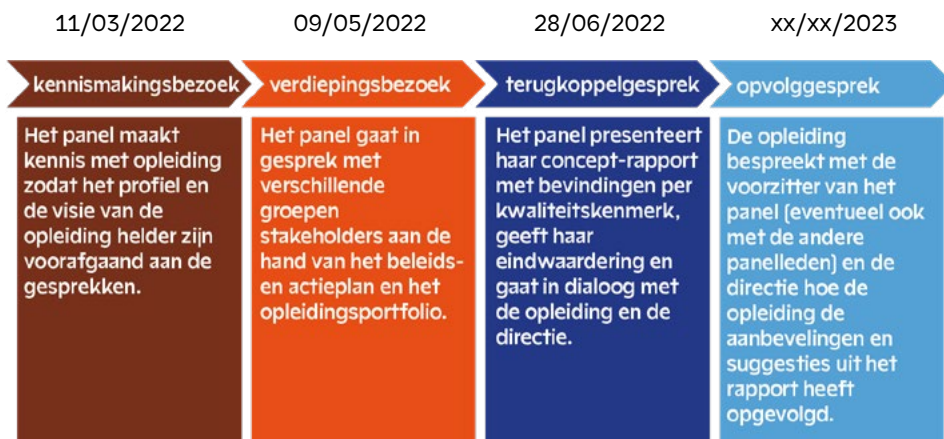 11/03/2022
09/05/2022
28/06/2022
xx/xx/2023
kennismakingsbezoek
verdiepingsbezoek
terugkoppelgesprek
opvolggesprek
Het panel maakt
kennis met opleiding
zodat het profiel en
de visie van de
opleiding helder zijn
voorafgaand aan de
gesprekken.
Het panel gaat in
gesprek met
verschillende
groepen
stakeholders aan de
hand van het beleids-
en actieplan en het
opleidingsportfolio.
Het panel presenteert
haar concept-rapport
met bevindingen per
kwaliteitskenmerk,
geeft haar
eindwaardering en
gaat in dialoog met
de opleiding en de
directie.
De opleiding
bespreekt met de
voorzitter van het
panel (eventueel ook
met de andere
panelleden) en de
directie hoe de
opleiding de
aanbevelingen en
suggesties uit het
rapport heeft
opgevolgd.